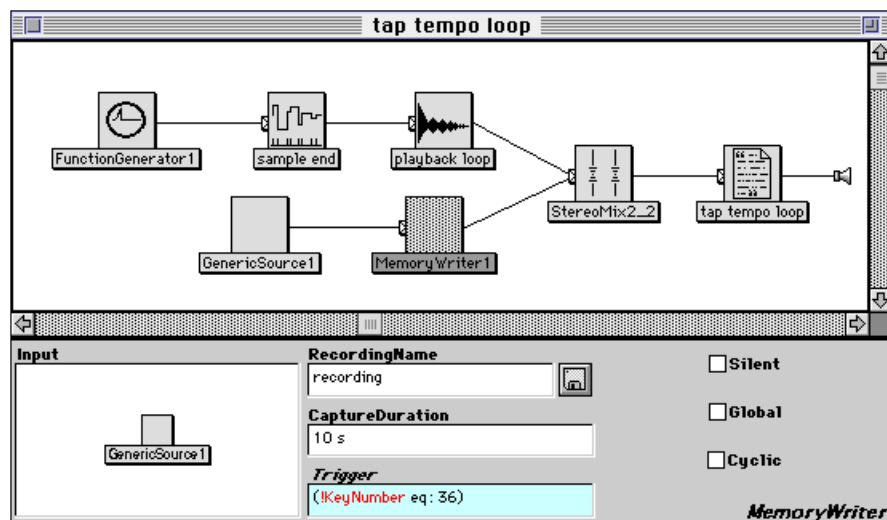 tap tempo loop
FunctionGenerator1
sample end
playback loop
StereoMix2_2
tap tempo loop
GenericSource1
MemoryWriter1
Input
GenericSource1
RecordingName
recording
CaptureDuration
10 s
Trigger
(!KeyNumber eq: 36)
Silent
Global
Cyclic
MemoryWriter